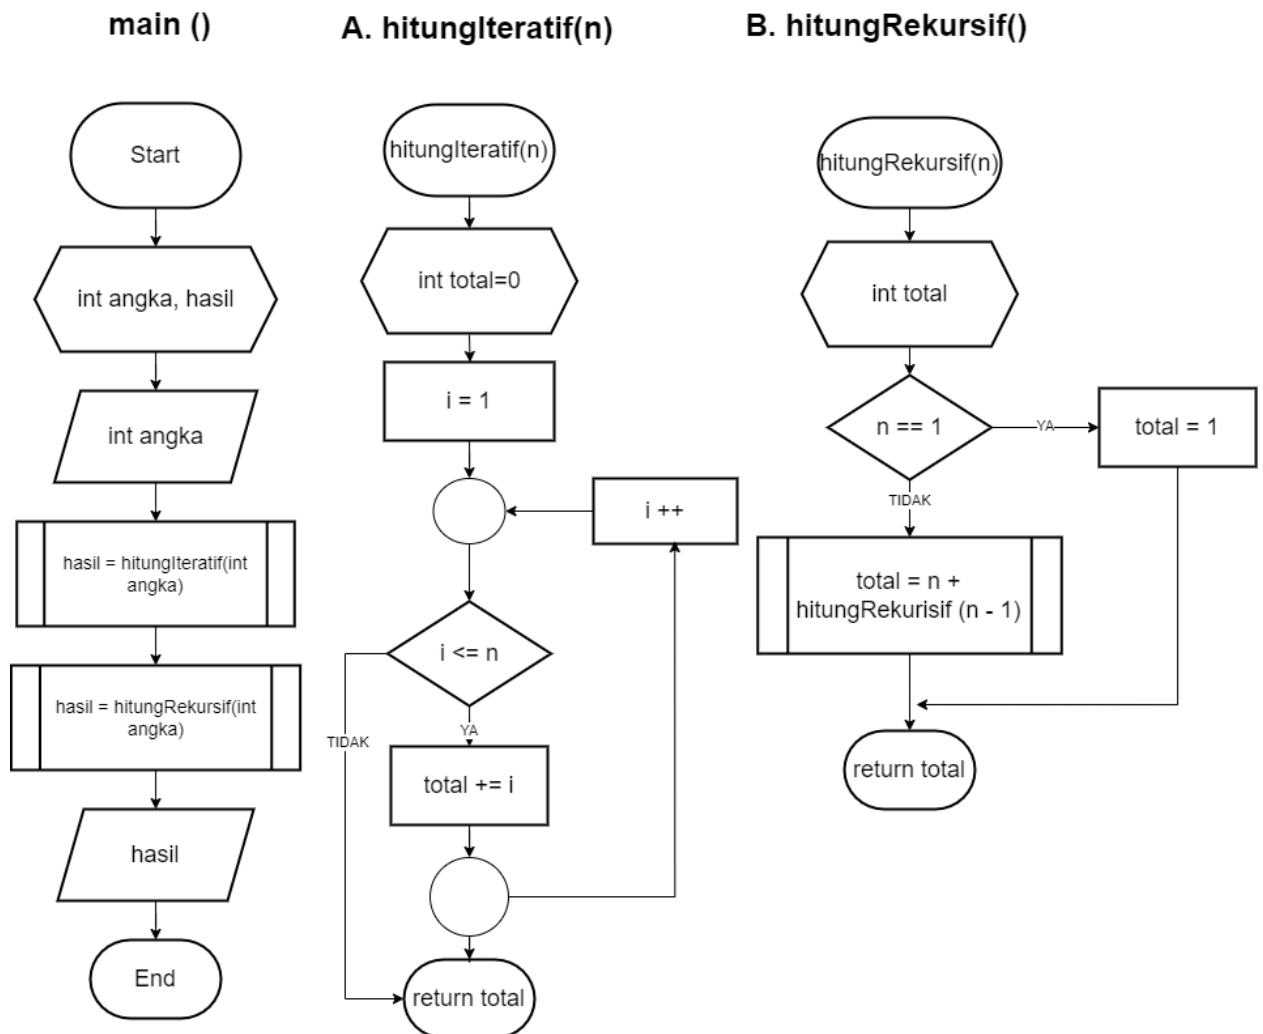 main ()
A. hitungIteratif(n)
B. hitungRekursif()
Start
int angka, hasil
int angka
hasil = hitungIteratif(int
angka)
hasil = hitungRekursif(int
angka)
hasil
End
hitungIteratif(n)
int total=0
i = 1
i ++
i <= n
TIDAK
YA
total += i
return total
hitungRekursif(n)
int total
n == 1
YA
total = 1
TIDAK
total = n +
hitungRekurisif (n - 1)
return total